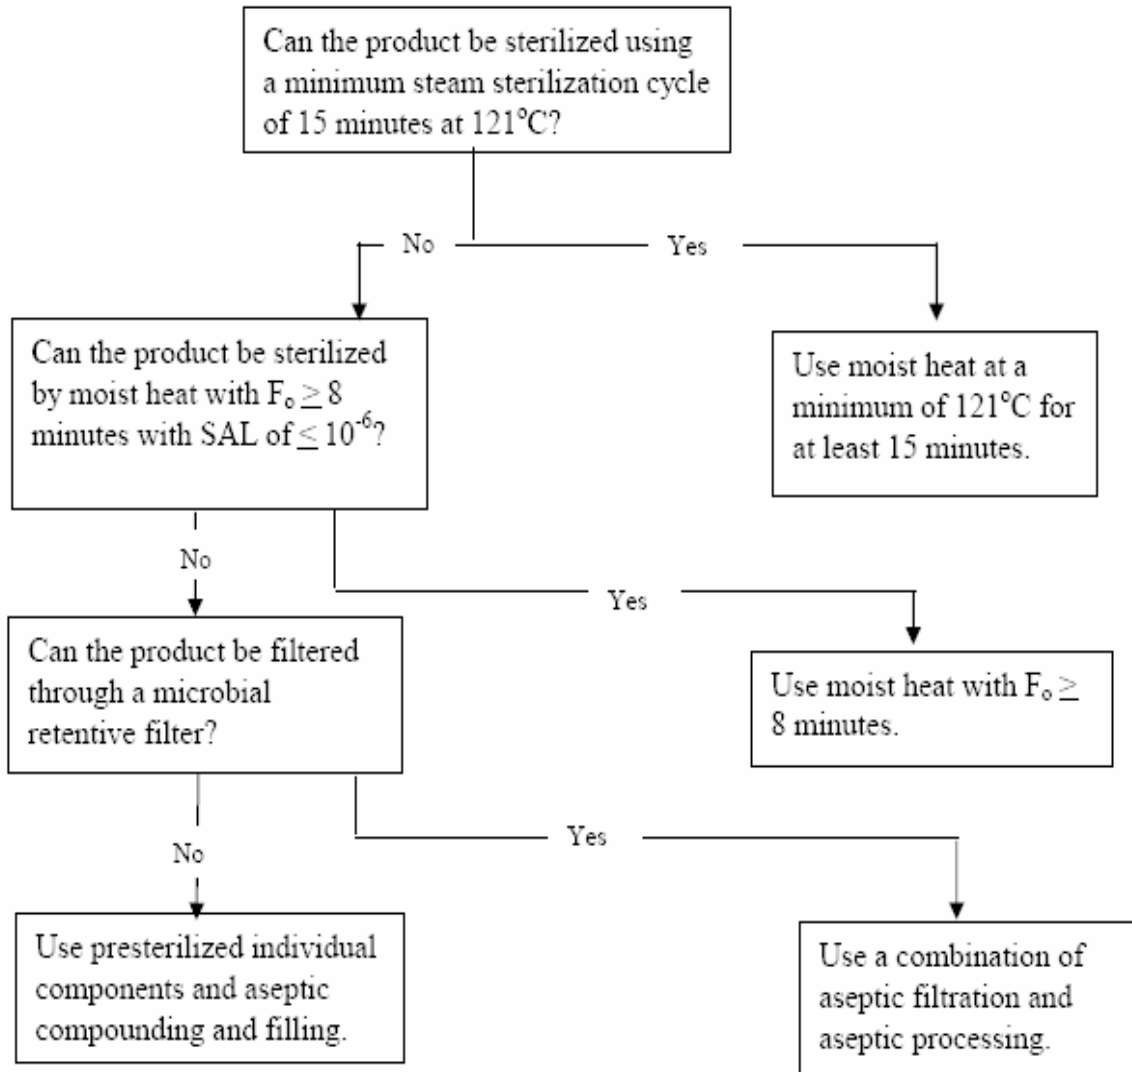 Can the product be sterilized using
a minimum steam sterilization cycle
of 15 minutes at 121°C?
No
Yes
Can the product be sterilized
by moist heat with Fₒ ≥ 8
minutes with SAL of ≤ 10⁻⁶?
Use moist heat at a
minimum of 121°C for
at least 15 minutes.
No
Yes
Can the product be filtered
through a microbial
retentive filter?
Use moist heat with Fₒ ≥
8 minutes.
No
Yes
Use presterilized individual
components and aseptic
compounding and filling.
Use a combination of
aseptic filtration and
aseptic processing.